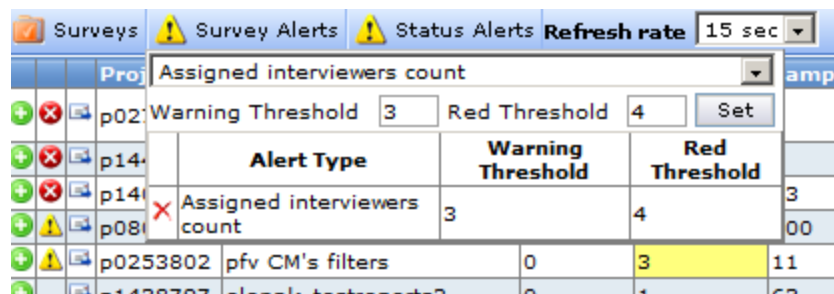 Surveys Survey Alerts Status Alerts Refresh rate 15 sec
Assigned interviewers count
Warning Threshold 3 Red Threshold 4 Set
Alert Type Warning Threshold Red Threshold
Assigned interviewers count 3 4
p0253802 pfv CM's filters 0 3 11